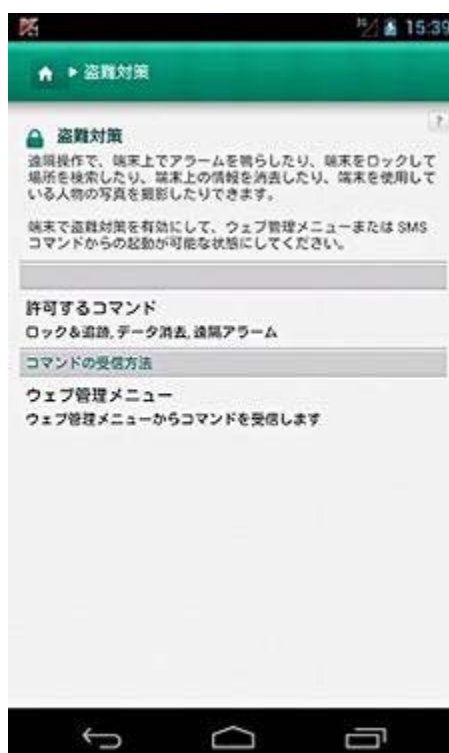 15:39
盗難対策
?
盗難対策
遠隔操作で、端末上でアラームを鳴らしたり、端末をロックして
場所を検索したり、端末上の情報を消去したり、端末を使用して
いる人物の写真を撮影したりできます。
端末で盗難対策を有効にして、ウェブ管理メニューまたは SMS
コマンドからの起動が可能な状態にしてください。
許可するコマンド
ロック&追跡, データ消去, 遠隔アラーム
コマンドの受信方法
ウェブ管理メニュー
ウェブ管理メニューからコマンドを受信します